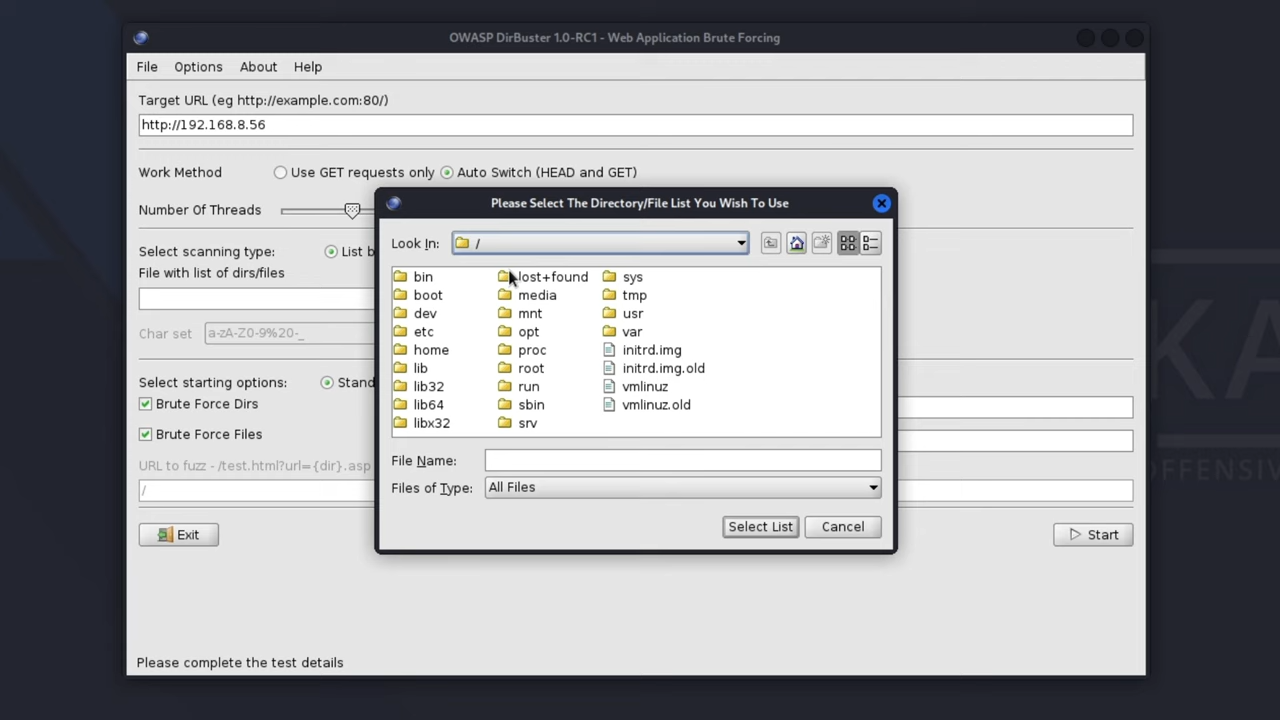 OWASP DirBuster 1.0-RC1 - Web Application Brute Forcing
File Options About Help
Target URL (eg http://example.com:80/)
http://192.168.8.56
Work Method Use GET requests only Auto Switch (HEAD and GET)
Number Of Threads
Select scanning type: List b
File with list of dirs/files
Char set a-zA-Z0-9%20-_
Select starting options: Stand
Brute Force Dirs
Brute Force Files
URL to fuzz - /test.html?url={dir}.asp
/
Exit Start
Please complete the test details
Please Select The Directory/File List You Wish To Use
Look In: /
bin lost+found sys
boot media tmp
dev mnt usr
etc opt var
home proc initrd.img
lib root initrd.img.old
lib32 run vmlinuz
lib64 sbin vmlinuz.old
libx32 srv
File Name:
Files of Type: All Files
Select List Cancel
KA
OFFENSIV